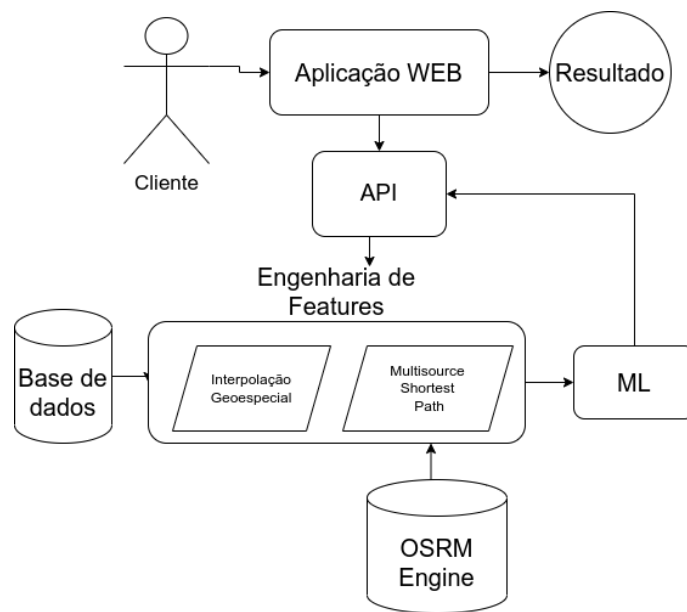 Aplicação WEB
Resultado
Cliente
API
Engenharia de
Features
Base de
dados
Interpolação
Geoespecial
Multisource
Shortest
Path
ML
OSRM
Engine